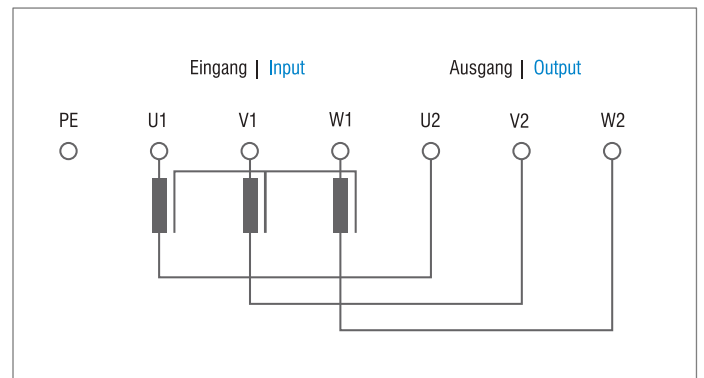 Eingang | Input Ausgang | Output
PE U1 V1 W1 U2 V2 W2